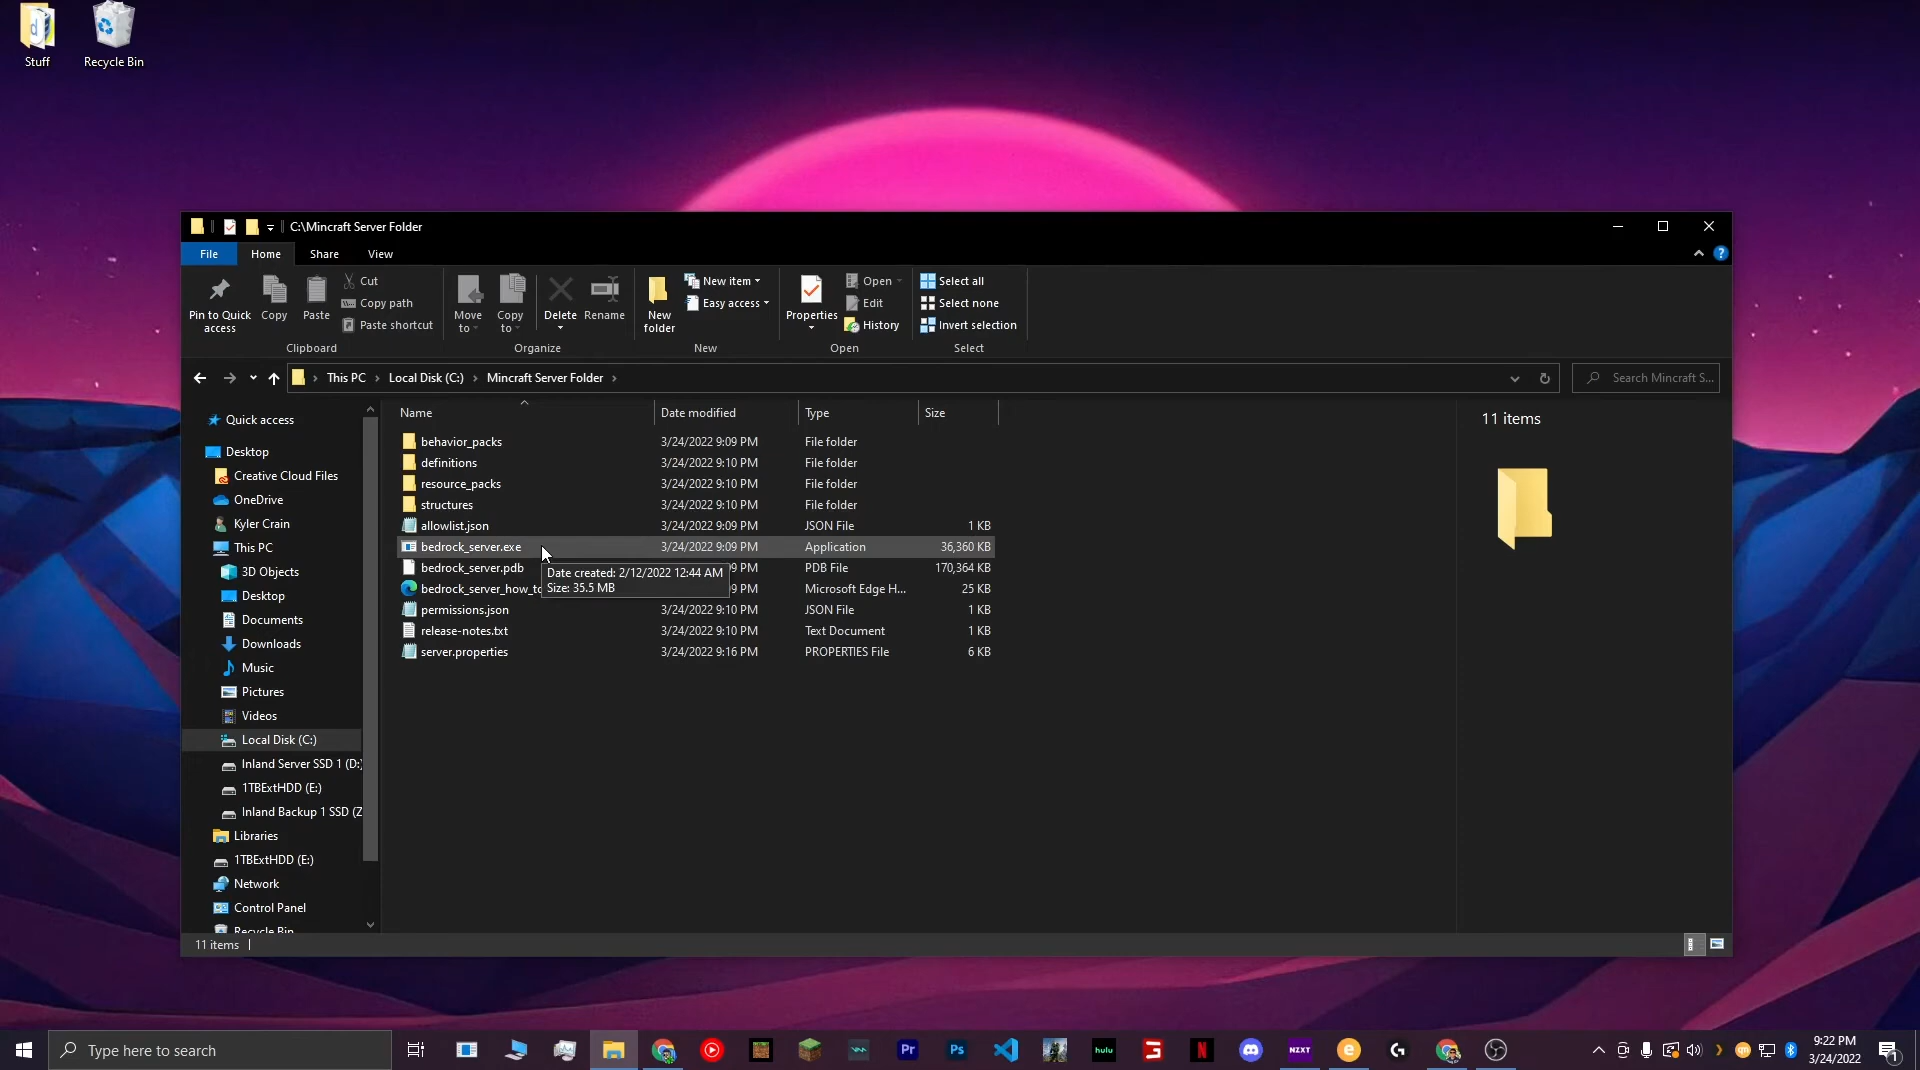 Stuff
Recycle Bin
C:\Mincraft Server Folder
File Home Share View
Pin to Quick access
Copy
Paste
Cut
Copy path
Paste shortcut
Clipboard
Move to
Copy to
Delete
Rename
Organize
New folder
New item
Easy access
New
Properties
Open
Edit
History
Open
Select all
Select none
Invert selection
Select
This PC > Local Disk (C:) > Mincraft Server Folder >
Search Mincraft S...
Quick access
Desktop
Creative Cloud Files
OneDrive
Kyler Crain
This PC
3D Objects
Desktop
Documents
Downloads
Music
Pictures
Videos
Local Disk (C:)
Inland Server SSD 1 (D:)
1TBExtHDD (E:)
Inland Backup 1 SSD (Z
Libraries
1TBExtHDD (E:)
Network
Control Panel
Recycle Bin
Name Date modified Type Size
behavior_packs 3/24/2022 9:09 PM File folder
definitions 3/24/2022 9:10 PM File folder
resource_packs 3/24/2022 9:10 PM File folder
structures 3/24/2022 9:10 PM File folder
allowlist.json 3/24/2022 9:09 PM JSON File 1 KB
bedrock_server.exe 3/24/2022 9:09 PM Application 36,360 KB
bedrock_server.pdb 09 PM PDB File 170,364 KB
bedrock_server_how_to 9 PM Microsoft Edge H... 25 KB
permissions.json 3/24/2022 9:10 PM JSON File 1 KB
release-notes.txt 3/24/2022 9:10 PM Text Document 1 KB
server.properties 3/24/2022 9:16 PM PROPERTIES File 6 KB
Date created: 2/12/2022 12:44 AM
Size: 35.5 MB
11 items
11 items
Type here to search
Pr
Ps
hulu
N
NZXT
e
G
qm
9:22 PM
3/24/2022
1